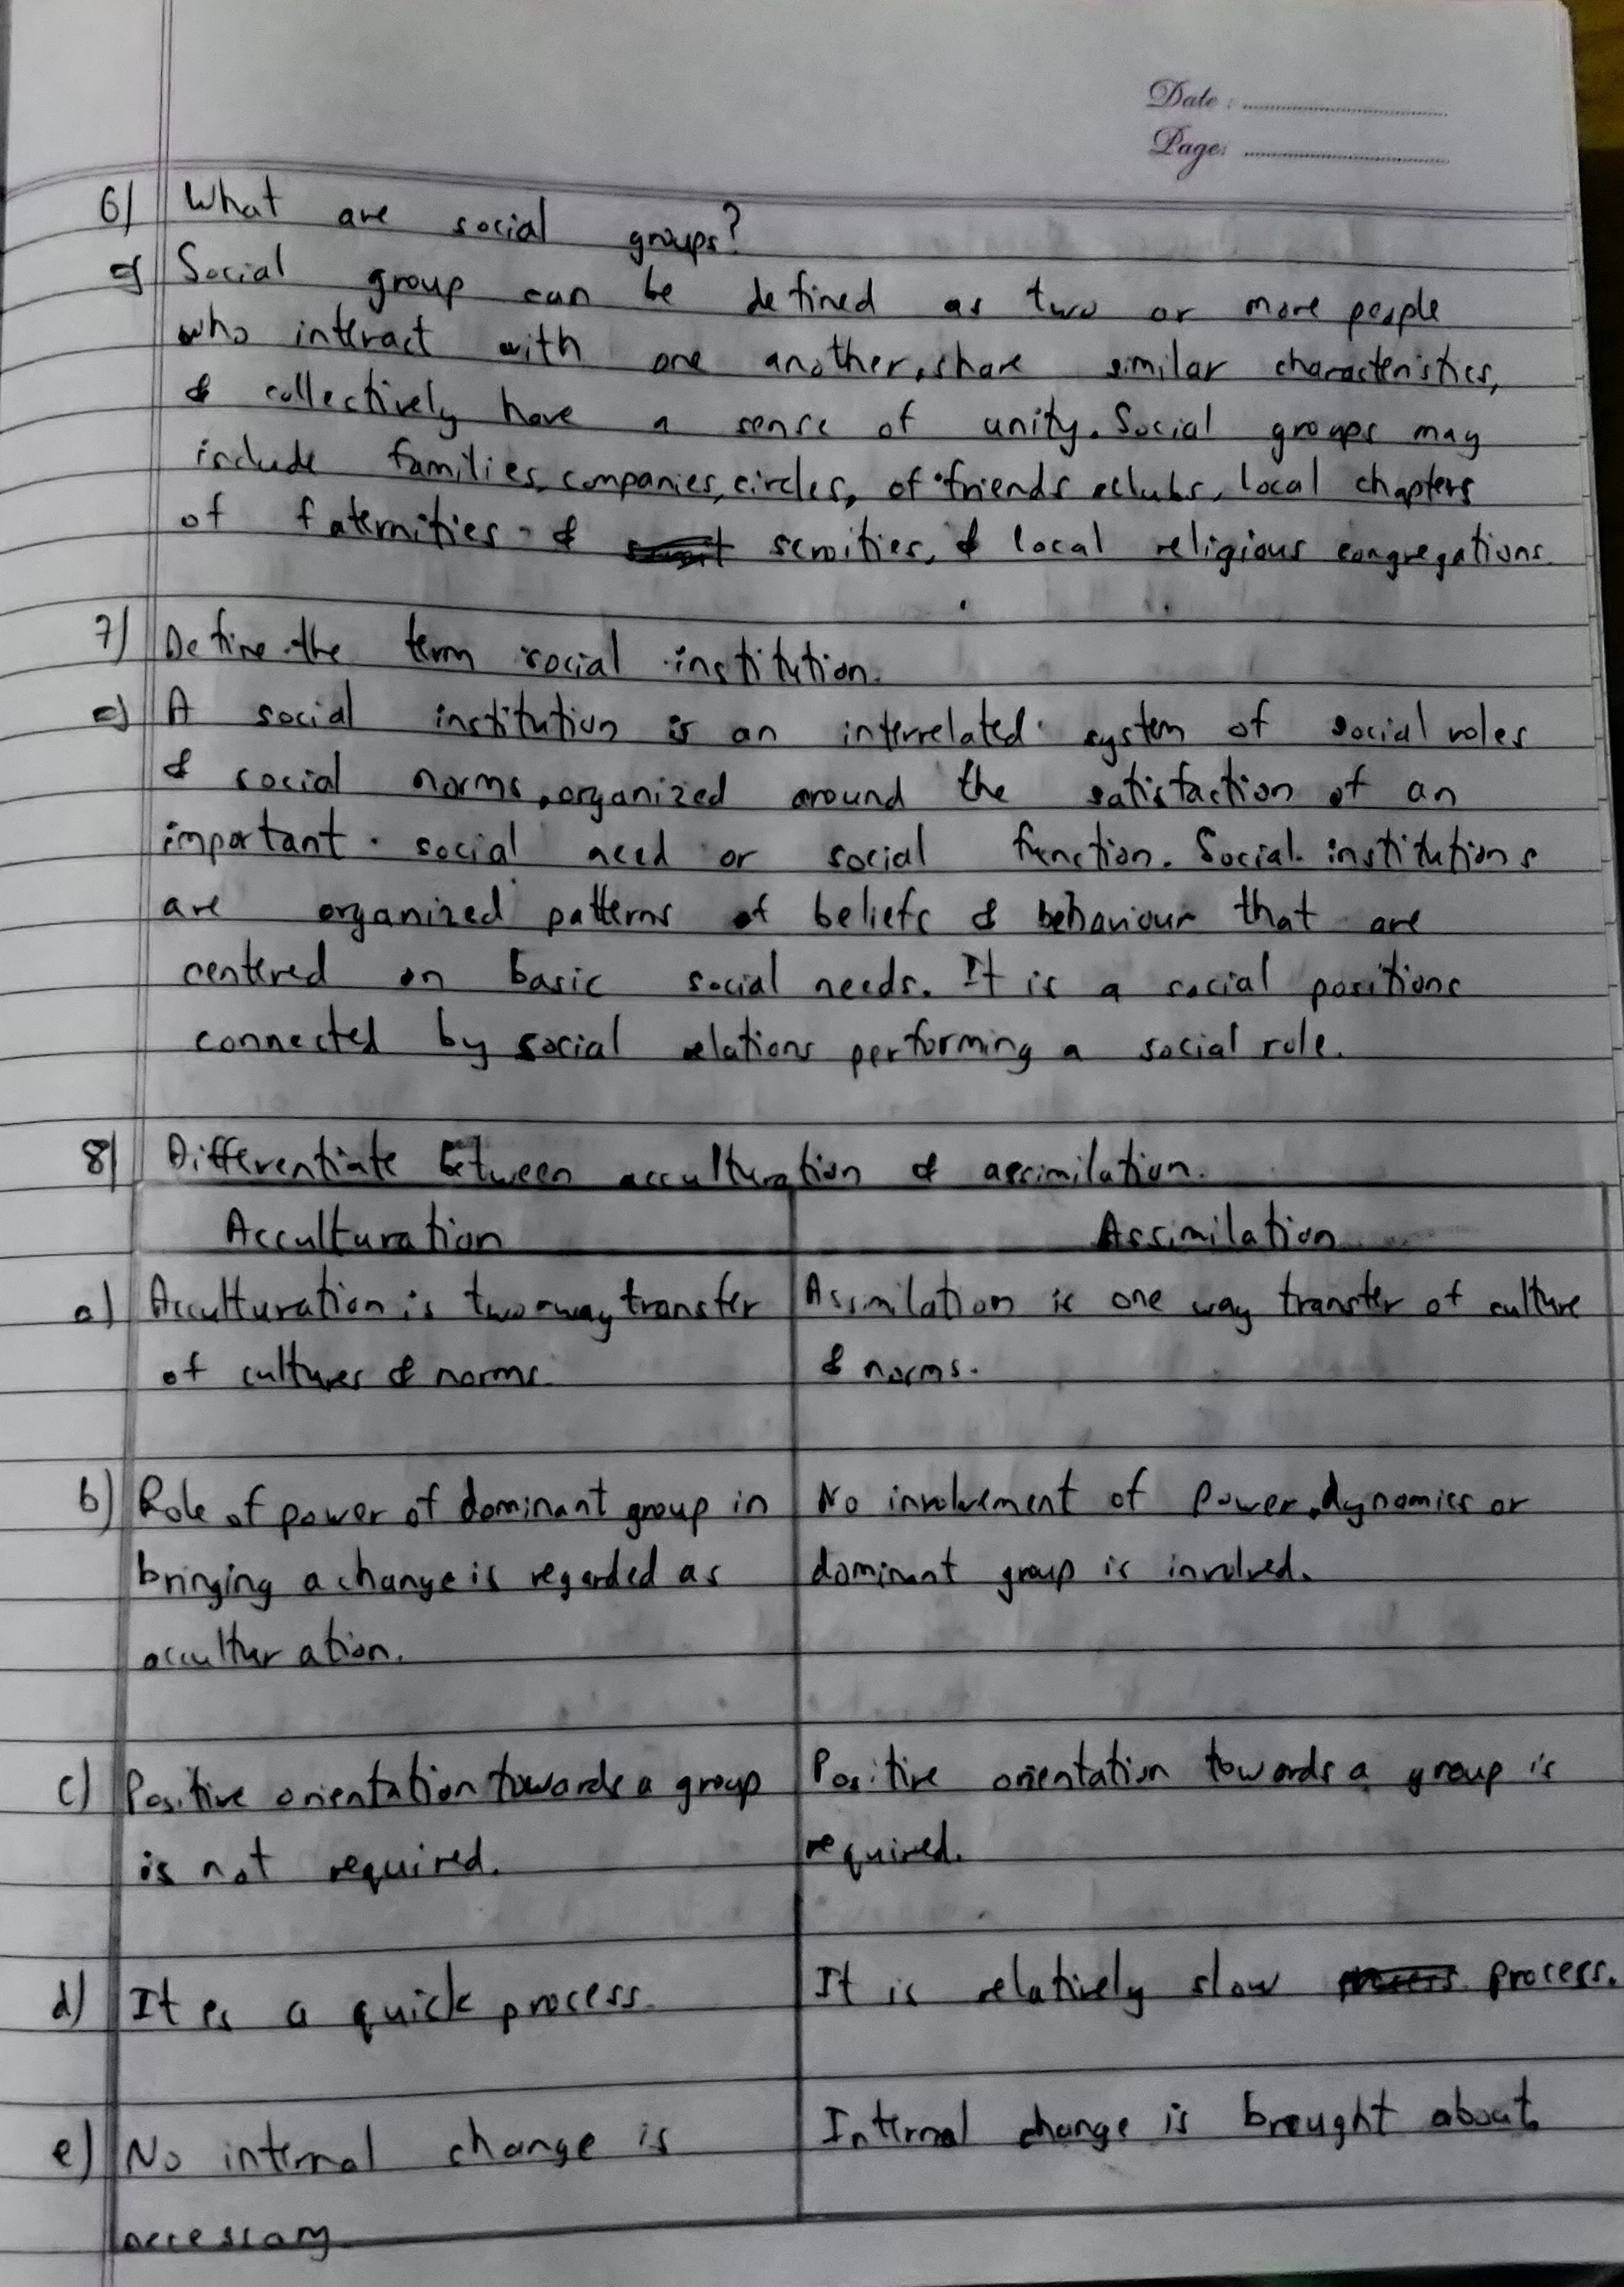 Date : 
Page: 
6) What are social groups?
Social group can be defined as two or more people
who interact with one another, share similar characteristics,
& collectively have a sense of unity. Social groups may
include families, companies, circles, of friends clubs, local chapters
of faternities & sororities, & local religious congregations.
7) Define the term social institution.
A social institution is an interrelated system of social roles
& social norms, organized around the satisfaction of an
important social need or social function. Social institutions
are organized patterns of beliefs & behaviour that are
centered on basic social needs. It is a social positions
connected by social relations performing a social role.
8) Differentiate between acculturation & assimilation.
Acculturation Assimilation
a) Acculturation is two-way transfer Assimilation is one way transfer of culture
of cultures & norms. & norms.
b) Role of power of dominant group in No involvement of power, dynamics or
bringing a change is regarded as dominant group is involved.
acculturation.
c) Positive orientation towards a group Positive orientation towards a group is
is not required. required.
d) It is a quick process. It is relatively slow process.
e) No internal change is Internal change is brought about.
necessary